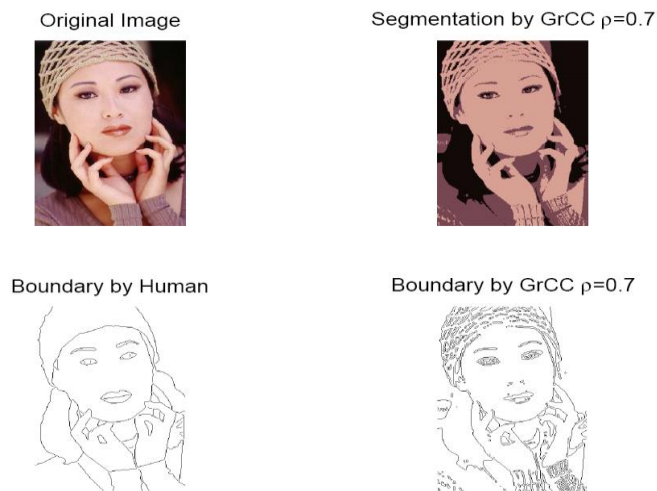 Original Image
Segmentation by GrCC ρ=0.7
Boundary by Human
Boundary by GrCC ρ=0.7